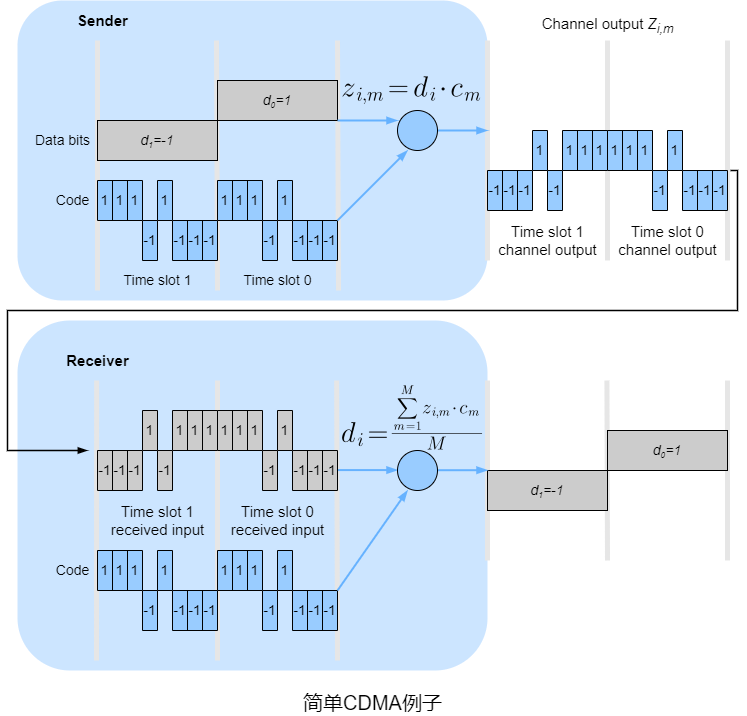 Sender
Channel output Z_{i,m}
z_{i,m} = d_i · c_m
d_0=1
Data bits
d_1=-1
1 1 1 1 1 1 1 1
-1 -1 -1 -1 -1 -1 -1 -1
Code
1 1 1 1 1 1 1 1
-1 -1 -1 -1 -1 -1 -1 -1
Time slot 1
Time slot 0
Time slot 1
channel output
Time slot 0
channel output
Receiver
1 1 1 1 1 1 1 1
-1 -1 -1 -1 -1 -1 -1 -1
d_i = \frac{\sum_{m=1}^{M} z_{i,m} · c_m}{M}
d_0=1
d_1=-1
Time slot 1
received input
Time slot 0
received input
Code
1 1 1 1 1 1 1 1
-1 -1 -1 -1 -1 -1 -1 -1
简单CDMA例子